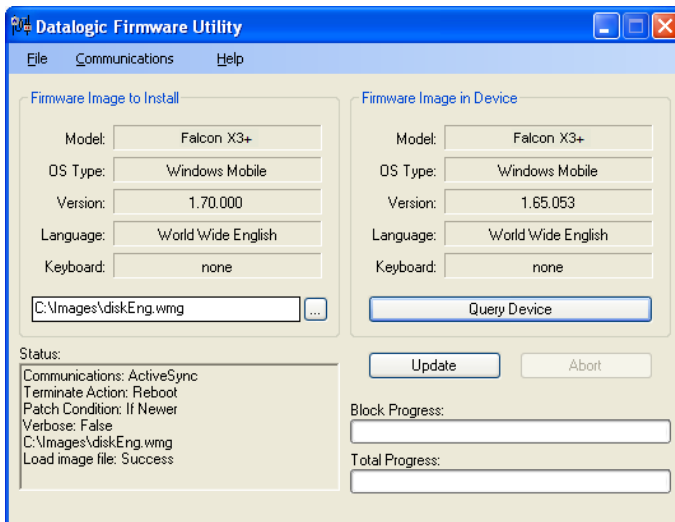 Datalogic Firmware Utility
File Communications Help
Firmware Image to Install
Model: Falcon X3+
OS Type: Windows Mobile
Version: 1.70.000
Language: World Wide English
Keyboard: none
C:\Images\diskEng.wmg ...
Firmware Image in Device
Model: Falcon X3+
OS Type: Windows Mobile
Version: 1.65.053
Language: World Wide English
Keyboard: none
Query Device
Status:
Communications: ActiveSync
Terminate Action: Reboot
Patch Condition: If Newer
Verbose: False
C:\Images\diskEng.wmg
Load image file: Success
Update Abort
Block Progress:
Total Progress: